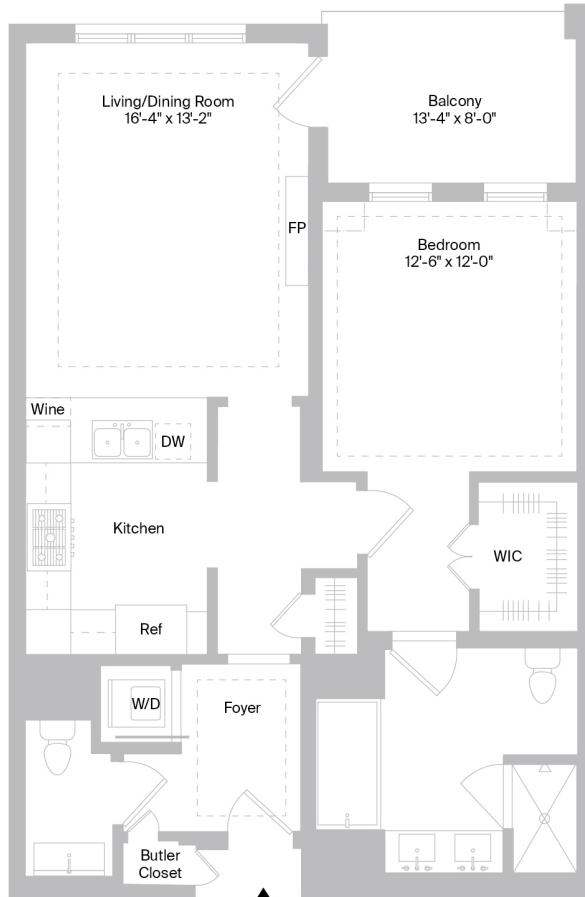 Living/Dining Room
16'-4" x 13'-2"
Balcony
13'-4" x 8'-0"
FP
Bedroom
12'-6" x 12'-0"
Wine
DW
Kitchen
WIC
Ref
W/D
Foyer
Butler
Closet